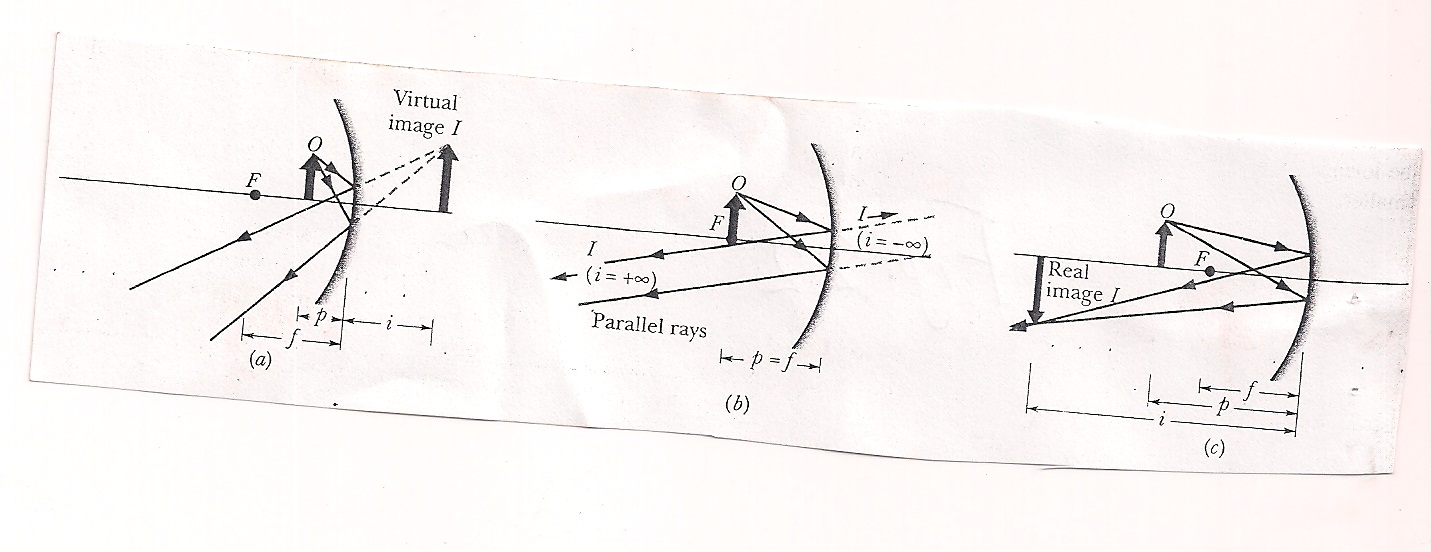 Virtual
image I
O
F
p
i
f
(a)
O
F
I
(i = −∞)
I
(i = +∞)
Parallel rays
p = f
(b)
O
F
Real
image I
f
p
i
(c)